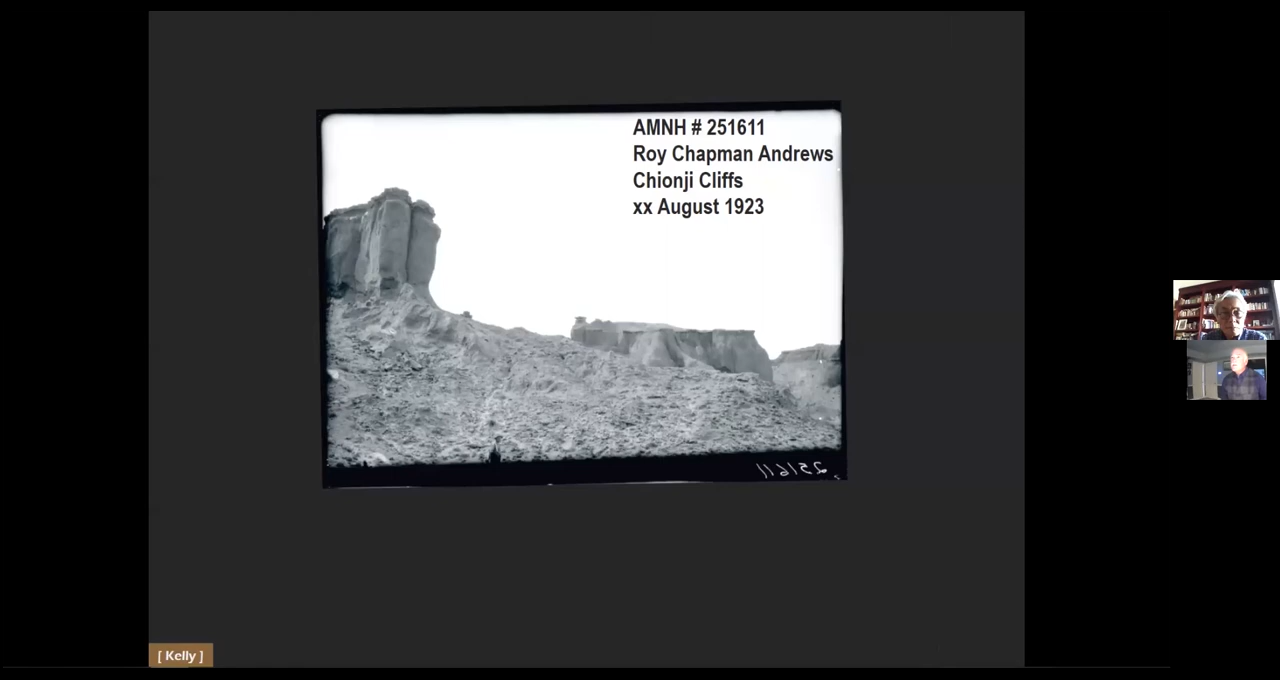 AMNH # 251611
Roy Chapman Andrews
Chionji Cliffs
xx August 1923
251611
[ Kelly ]